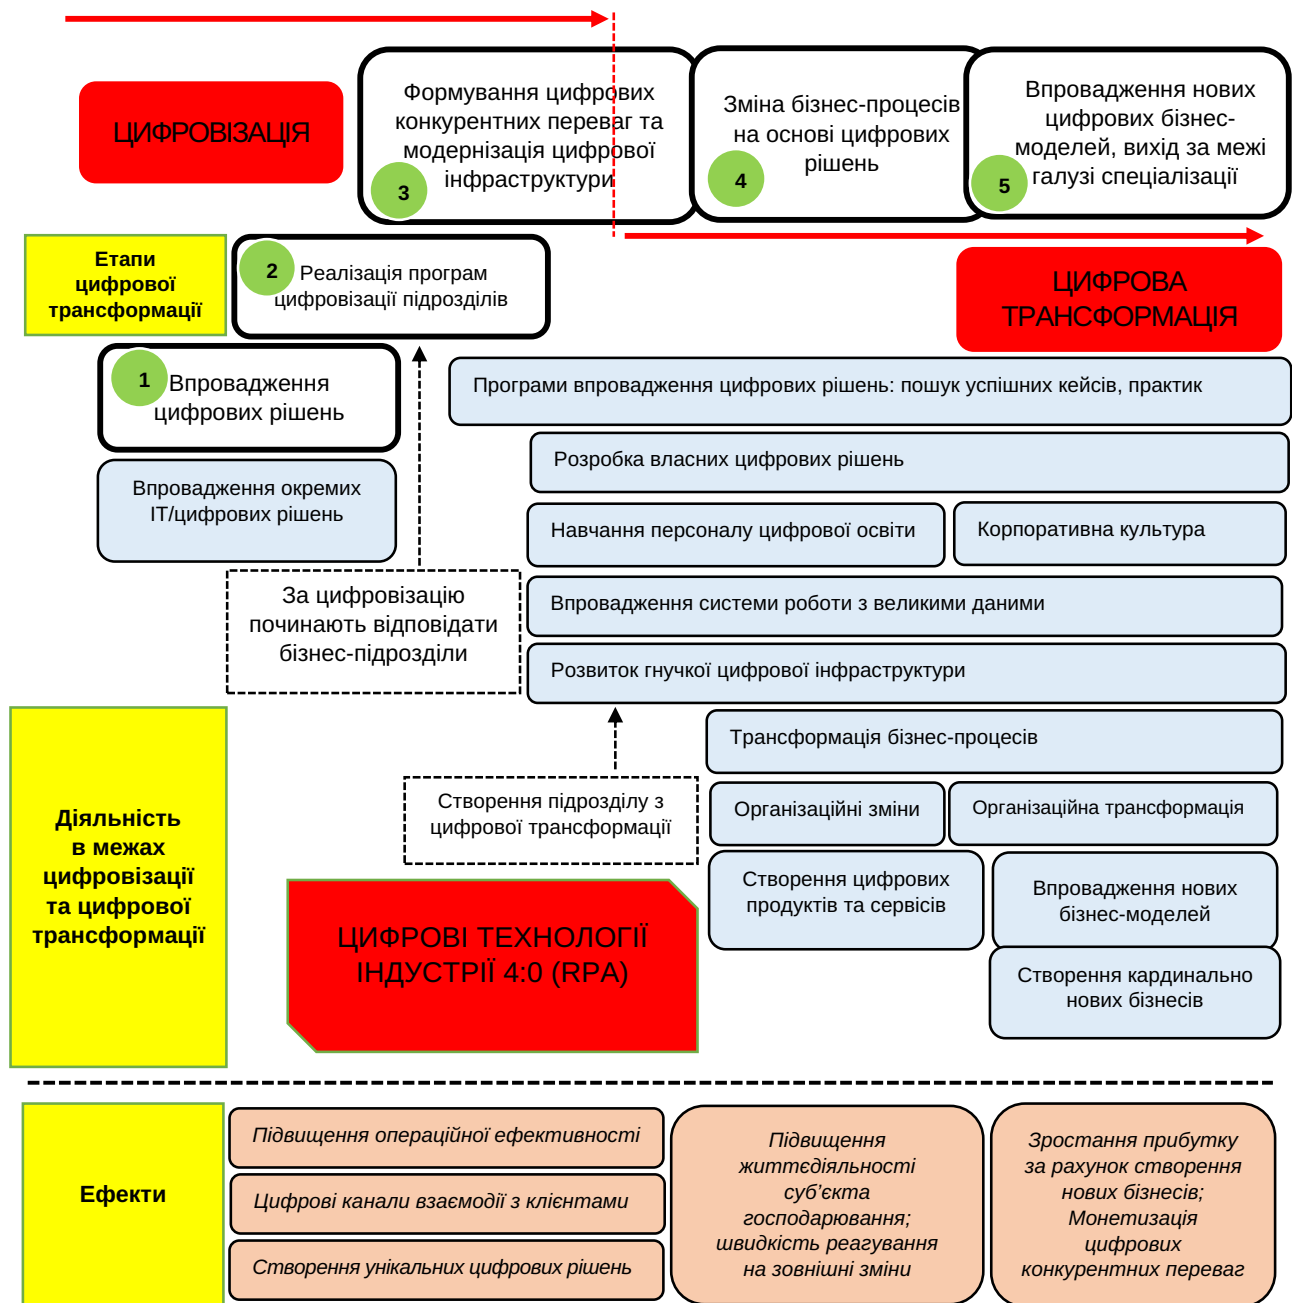 ЦИФРОВІЗАЦІЯ
Формування цифрових
конкурентних переваг та
модернізація цифрової
інфраструктури
3
Зміна бізнес-процесів
на основі цифрових
рішень
4
Впровадження нових
цифрових бізнес-
моделей, вихід за межі
галузі спеціалізації
5
Етапи
цифрової
трансформації
2
Реалізація програм
цифровізації підрозділів
ЦИФРОВА
ТРАНСФОРМАЦІЯ
1
Впровадження
цифрових рішень
Програми впровадження цифрових рішень: пошук успішних кейсів, практик
Розробка власних цифрових рішень
Впровадження окремих
ІТ/цифрових рішень
Навчання персоналу цифрової освіти
Корпоративна культура
За цифровізацію
починають відповідати
бізнес-підрозділи
Впровадження системи роботи з великими даними
Розвиток гнучкої цифрової інфраструктури
Трансформація бізнес-процесів
Діяльність
в межах
цифровізації
та цифрової
трансформації
Створення підрозділу з
цифрової трансформації
Організаційні зміни
Організаційна трансформація
Створення цифрових
продуктів та сервісів
Впровадження нових
бізнес-моделей
ЦИФРОВІ ТЕХНОЛОГІЇ
ІНДУСТРІЇ 4:0 (RPA)
Створення кардинально
нових бізнесів
Ефекти
Підвищення операційної ефективності
Цифрові канали взаємодії з клієнтами
Створення унікальних цифрових рішень
Підвищення
життєдіяльності
суб’єкта
господарювання;
швидкість реагування
на зовнішні зміни
Зростання прибутку
за рахунок створення
нових бізнесів;
Монетизація
цифрових
конкурентних переваг